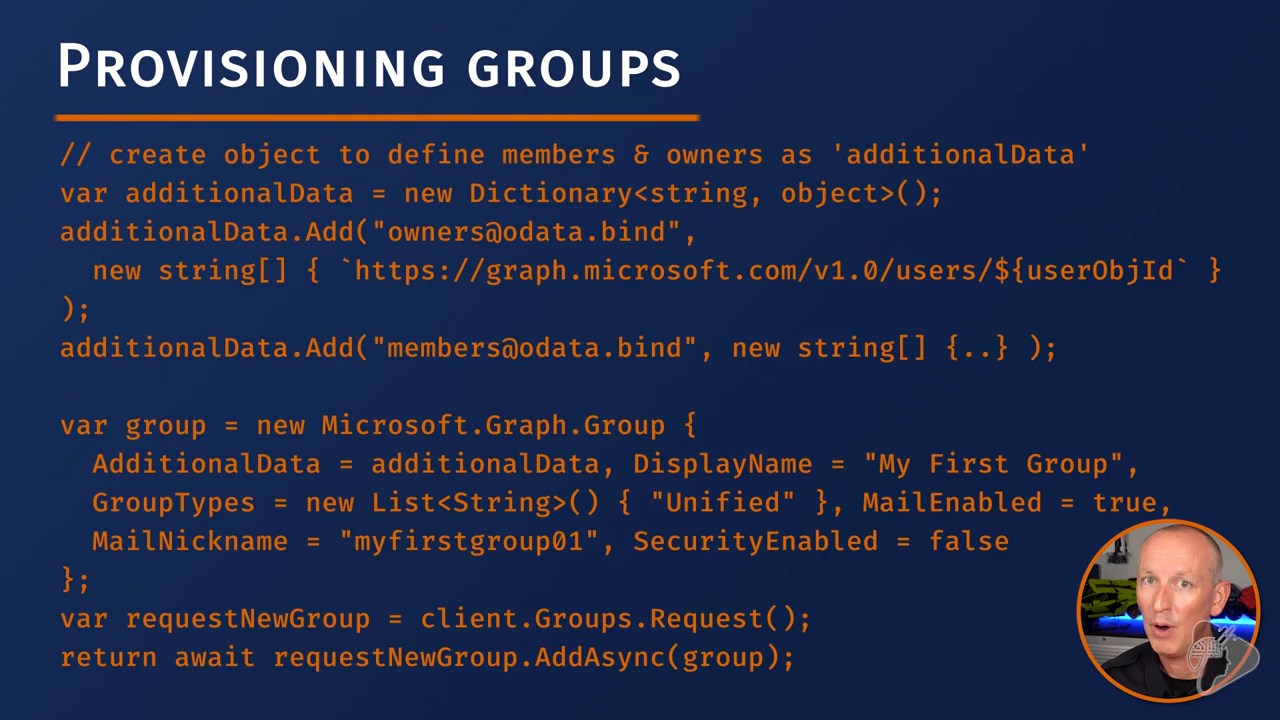 Provisioning groups
// create object to define members & owners as 'additionalData'
var additionalData = new Dictionary<string, object>();
additionalData.Add("owners@odata.bind",
  new string[] { `https://graph.microsoft.com/v1.0/users/${userObjId` }
);
additionalData.Add("members@odata.bind", new string[] {..} );
var group = new Microsoft.Graph.Group {
  AdditionalData = additionalData, DisplayName = "My First Group",
  GroupTypes = new List<String>() { "Unified" }, MailEnabled = true,
  MailNickname = "myfirstgroup01", SecurityEnabled = false
};
var requestNewGroup = client.Groups.Request();
return await requestNewGroup.AddAsync(group);